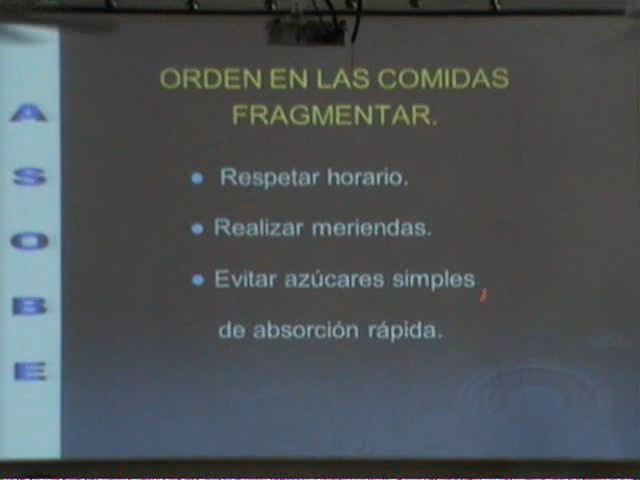 ORDEN EN LAS COMIDAS
FRAGMENTAR.
Respetar horario.
Realizar meriendas.
Evitar azúcares simples
de absorción rápida.
A
S
O
B
E